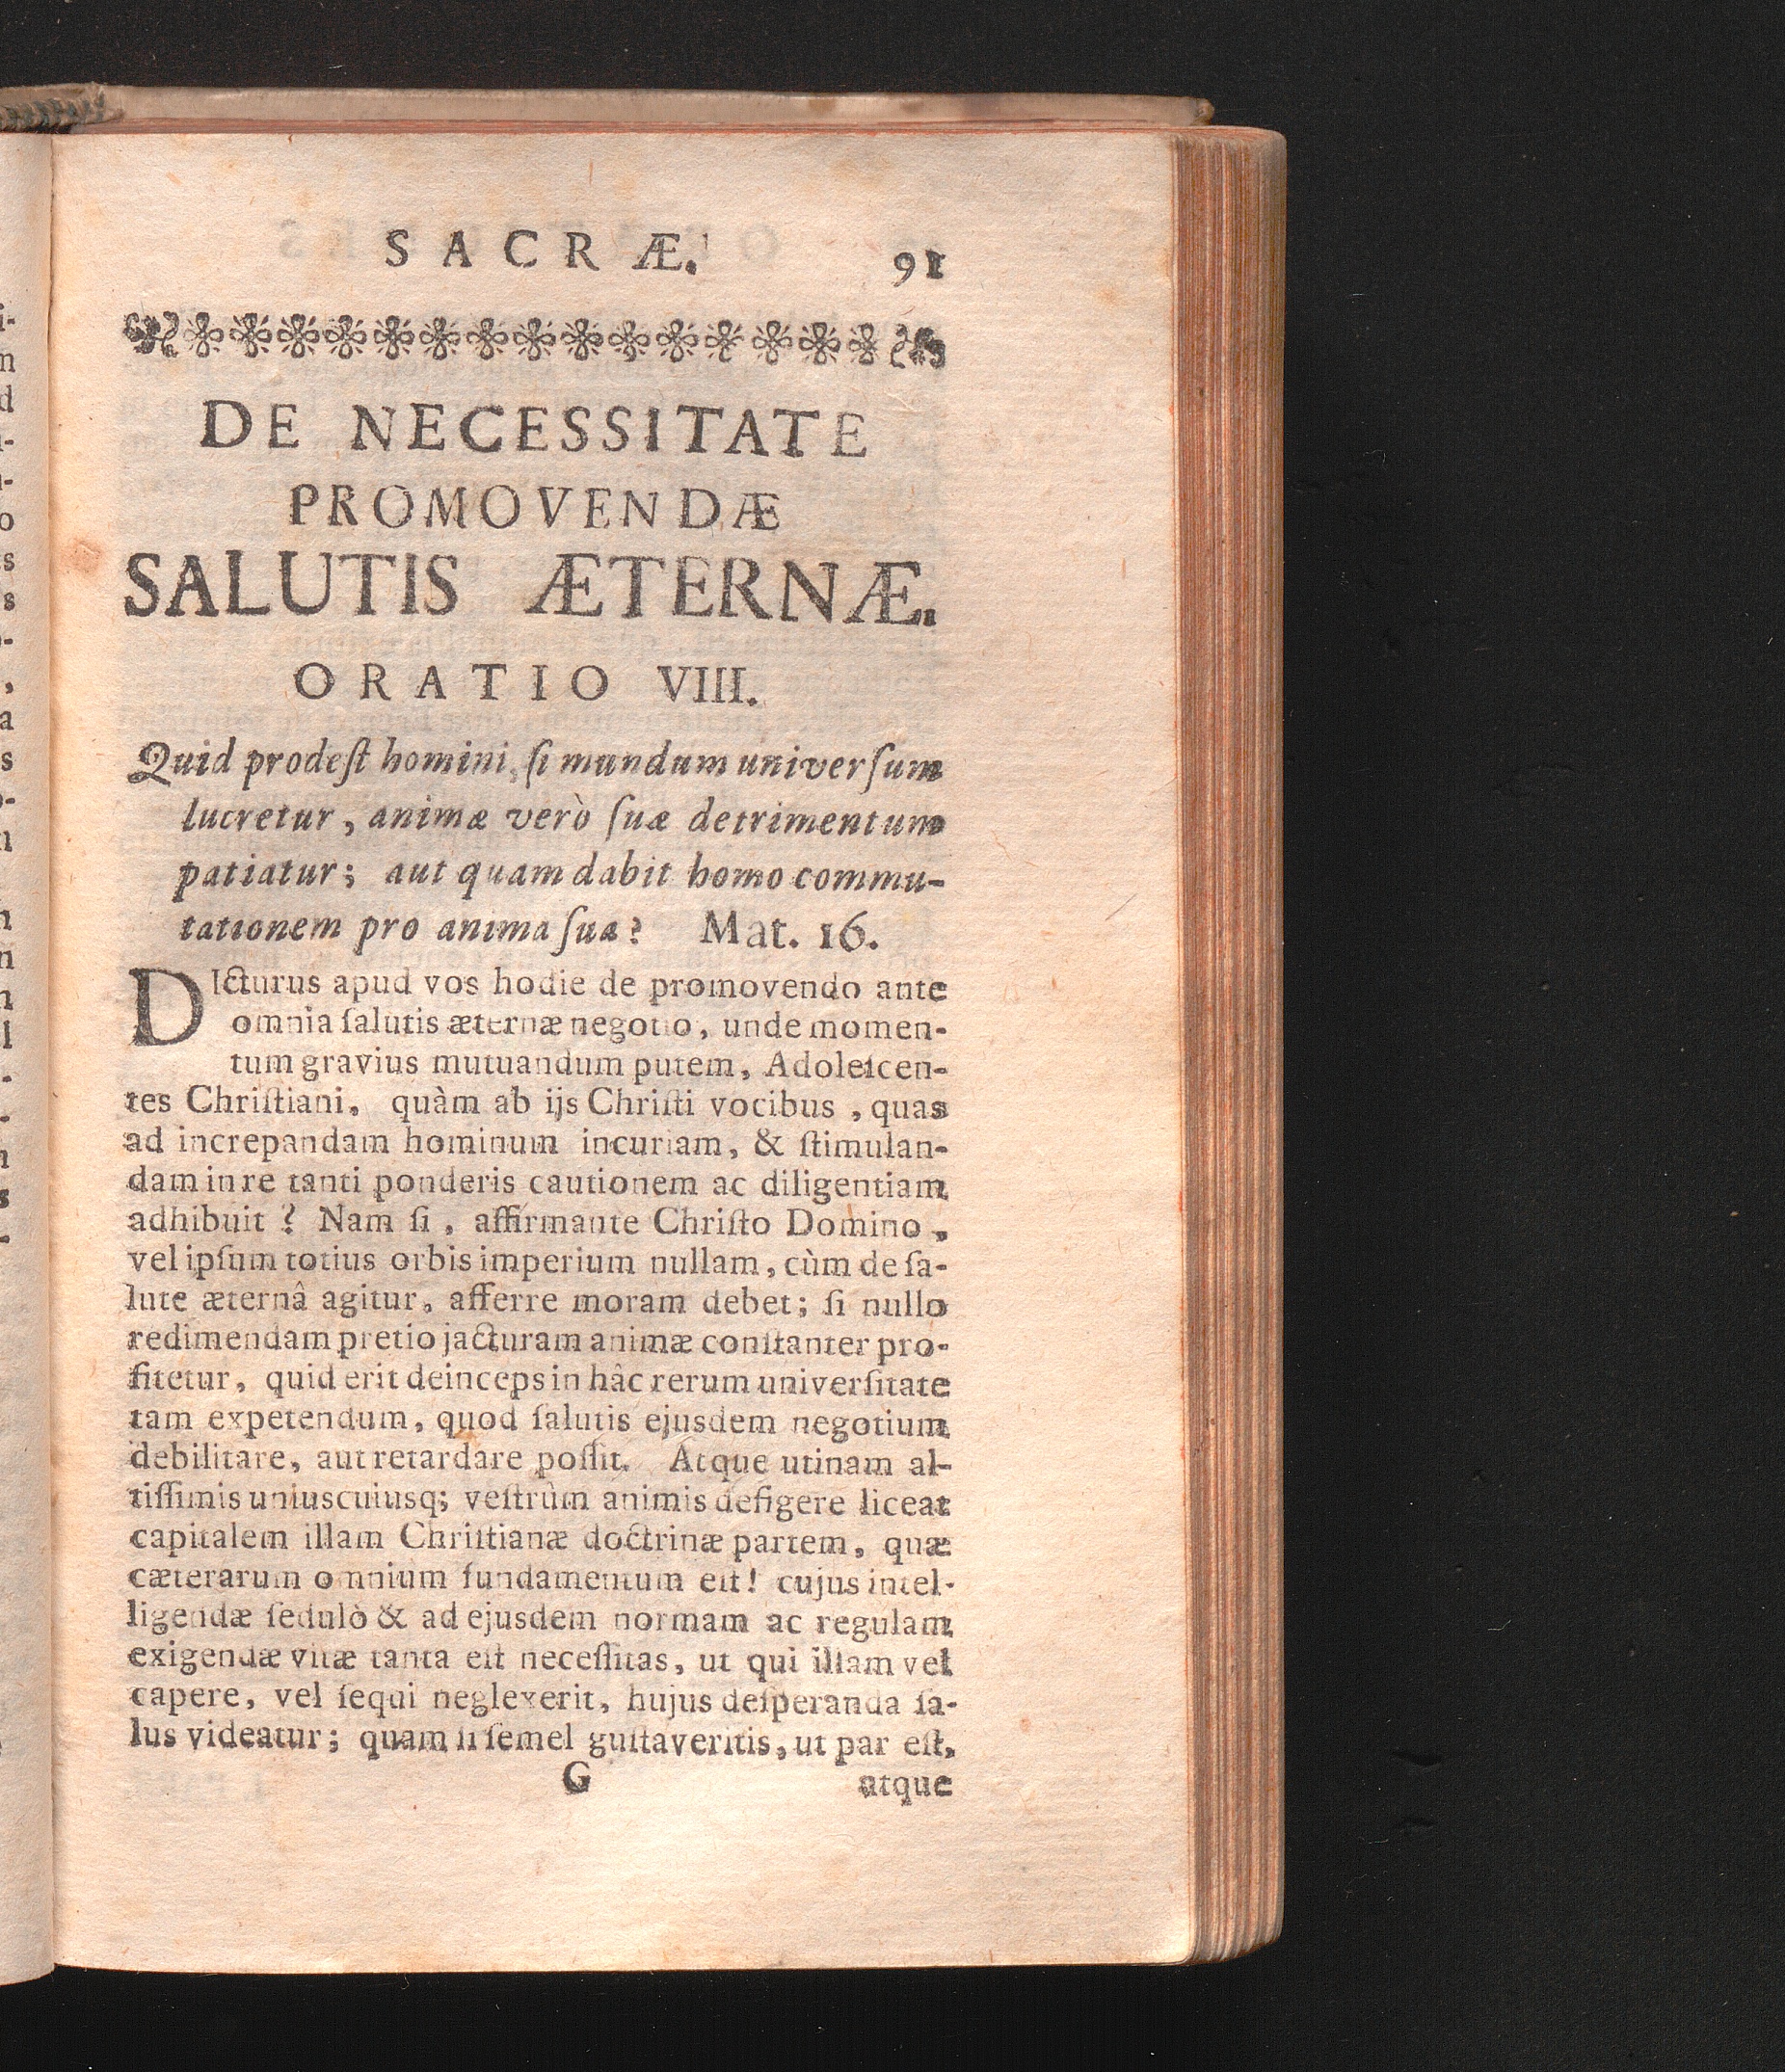 SACRÆ. 91
DE NECESSITATE
PROMOVENDÆ
SALUTIS ÆTERNÆ.
ORATIO VIII.
Quid prodeſt homini, ſi mundum univerſum
lucretur, animæ verò ſuæ detrimentum
patiatur; aut quam dabit homo commu-
tationem pro anima ſua? Mat. 16.
DIcturus apud vos hodie de promovendo ante
omnia ſalutis æternæ negotio, unde momen-
tum gravius mutuandum putem, Adoleſcen-
tes Chriſtiani, quàm ab ijs Chriſti vocibus, quas
ad increpandam hominum incuriam, & ſtimulan-
dam in re tanti ponderis cautionem ac diligentiam
adhibuit? Nam ſi, affirmante Chriſto Domino,
vel ipſum totius orbis imperium nullam, cùm de ſa-
lute æternâ agitur, afferre moram debet; ſi nullo
redimendam pretio jacturam animæ conſtanter pro-
fitetur, quid erit deinceps in hâc rerum univerſitate
tam expetendum, quod ſalutis ejusdem negotium
debilitare, aut retardare poſſit. Atque utinam al-
tiſſimis uniuscuiusq; veſtrùm animis defigere liceat
capitalem illam Chriſtianæ doctrinæ partem, quæ
cæterarum omnium fundamentum eſt! cujus intel-
ligendæ ſedulò & ad ejusdem normam ac regulam
exigendæ vitæ tanta eſt neceſſitas, ut qui illam vel
capere, vel ſequi neglexerit, hujus deſperanda ſa-
lus videatur; quam ſi ſemel guſtaveritis, ut par eſt,
G atque